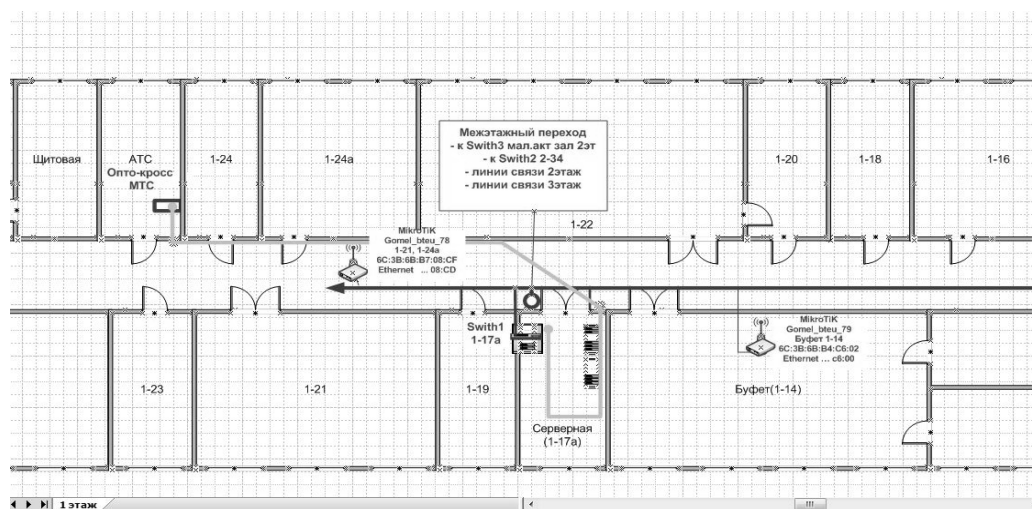 Межэтажный переход
- к Swith3 мал.акт зал 2эт
- к Swith2 2-34
- линии связи 2этаж
- линии связи 3этаж
Щитовая
АТС
Опто-кросс
МТС
1-24
1-24а
1-22
1-20
1-18
1-16
MikroTiK
Gomel_bteu_78
1-21, 1-24a
6C:3B:6B:B7:08:CF
Ethernet ... 08:CD
Swith1
1-17a
MikroTiK
Gomel_bteu_79
Буфет 1-14
6C:3B:6B:B4:C6:02
Ethernet ... c6:00
1-23
1-21
1-19
Серверная
(1-17а)
Буфет(1-14)
1 этаж